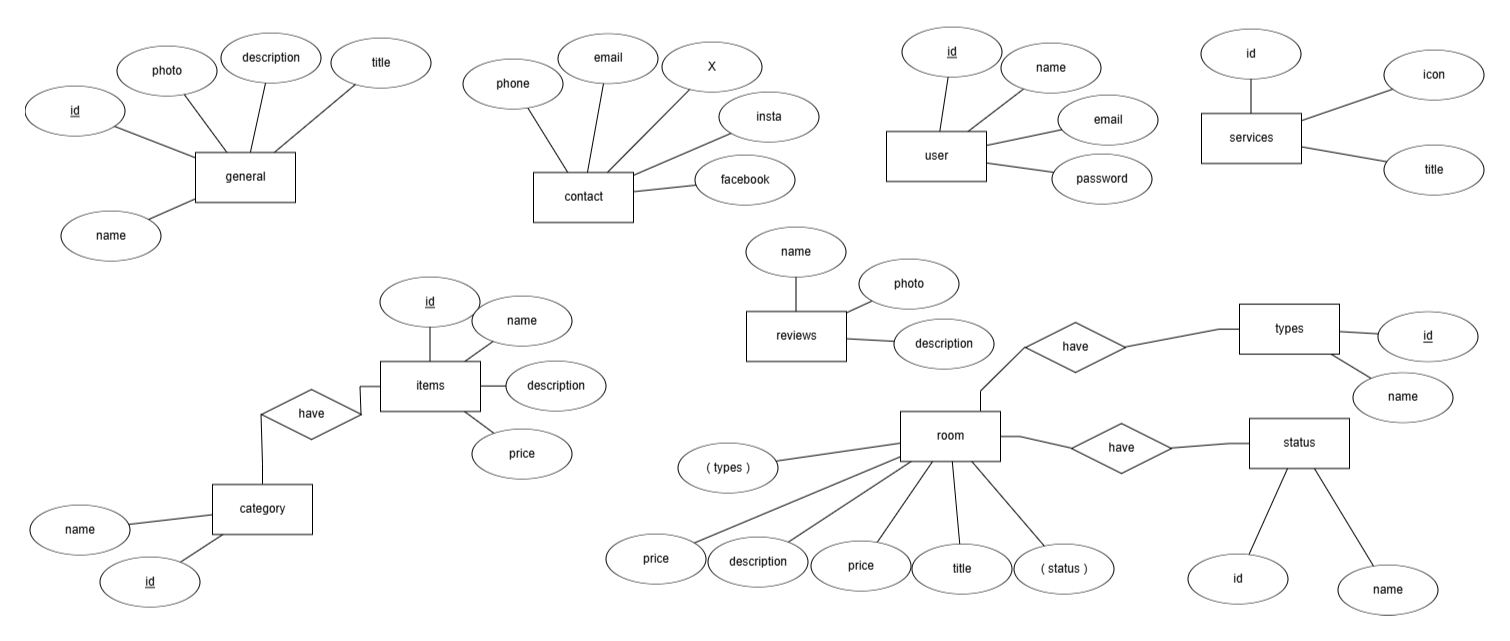 id
photo
description
title
general
name
phone
email
X
insta
facebook
contact
id
name
email
password
user
id
icon
services
title
id
name
items
description
price
have
category
name
id
name
photo
reviews
description
have
types
id
name
room
have
status
( types )
price
description
price
title
( status )
id
name